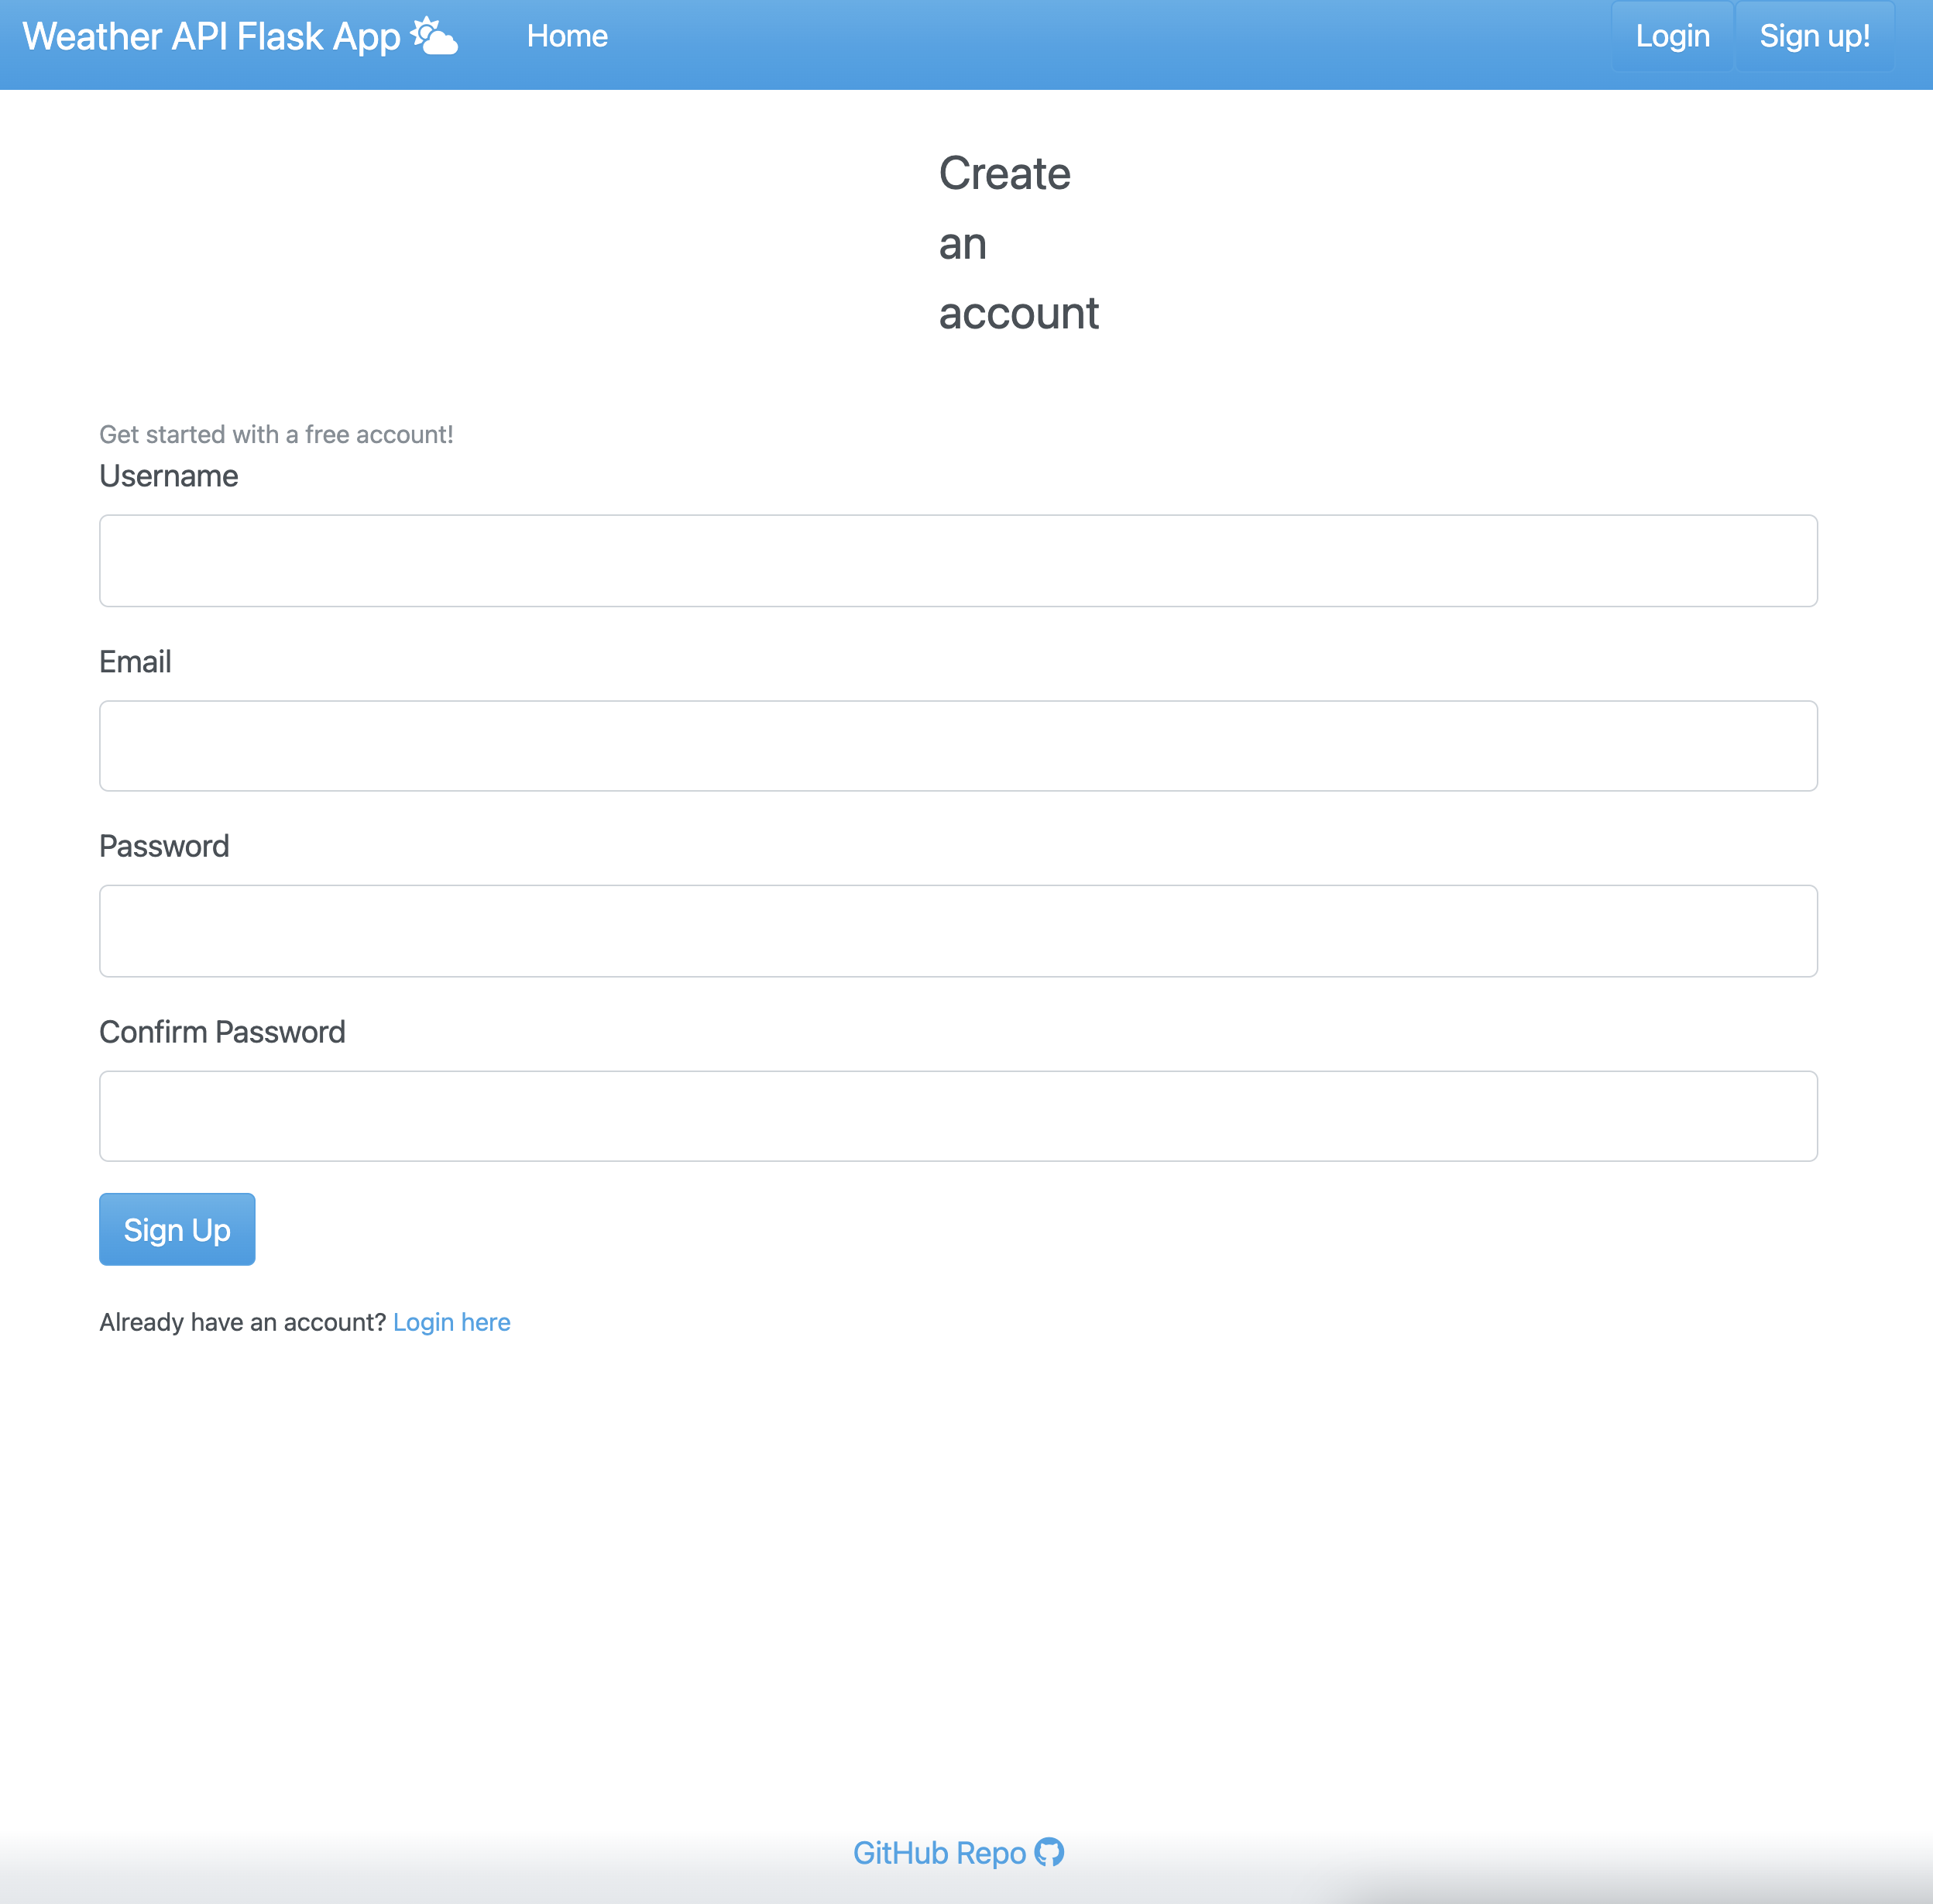 Weather API Flask App Home Login Sign up!
Create
an
account
Get started with a free account!
Username
Email
Password
Confirm Password
Sign Up
Already have an account? Login here
GitHub Repo